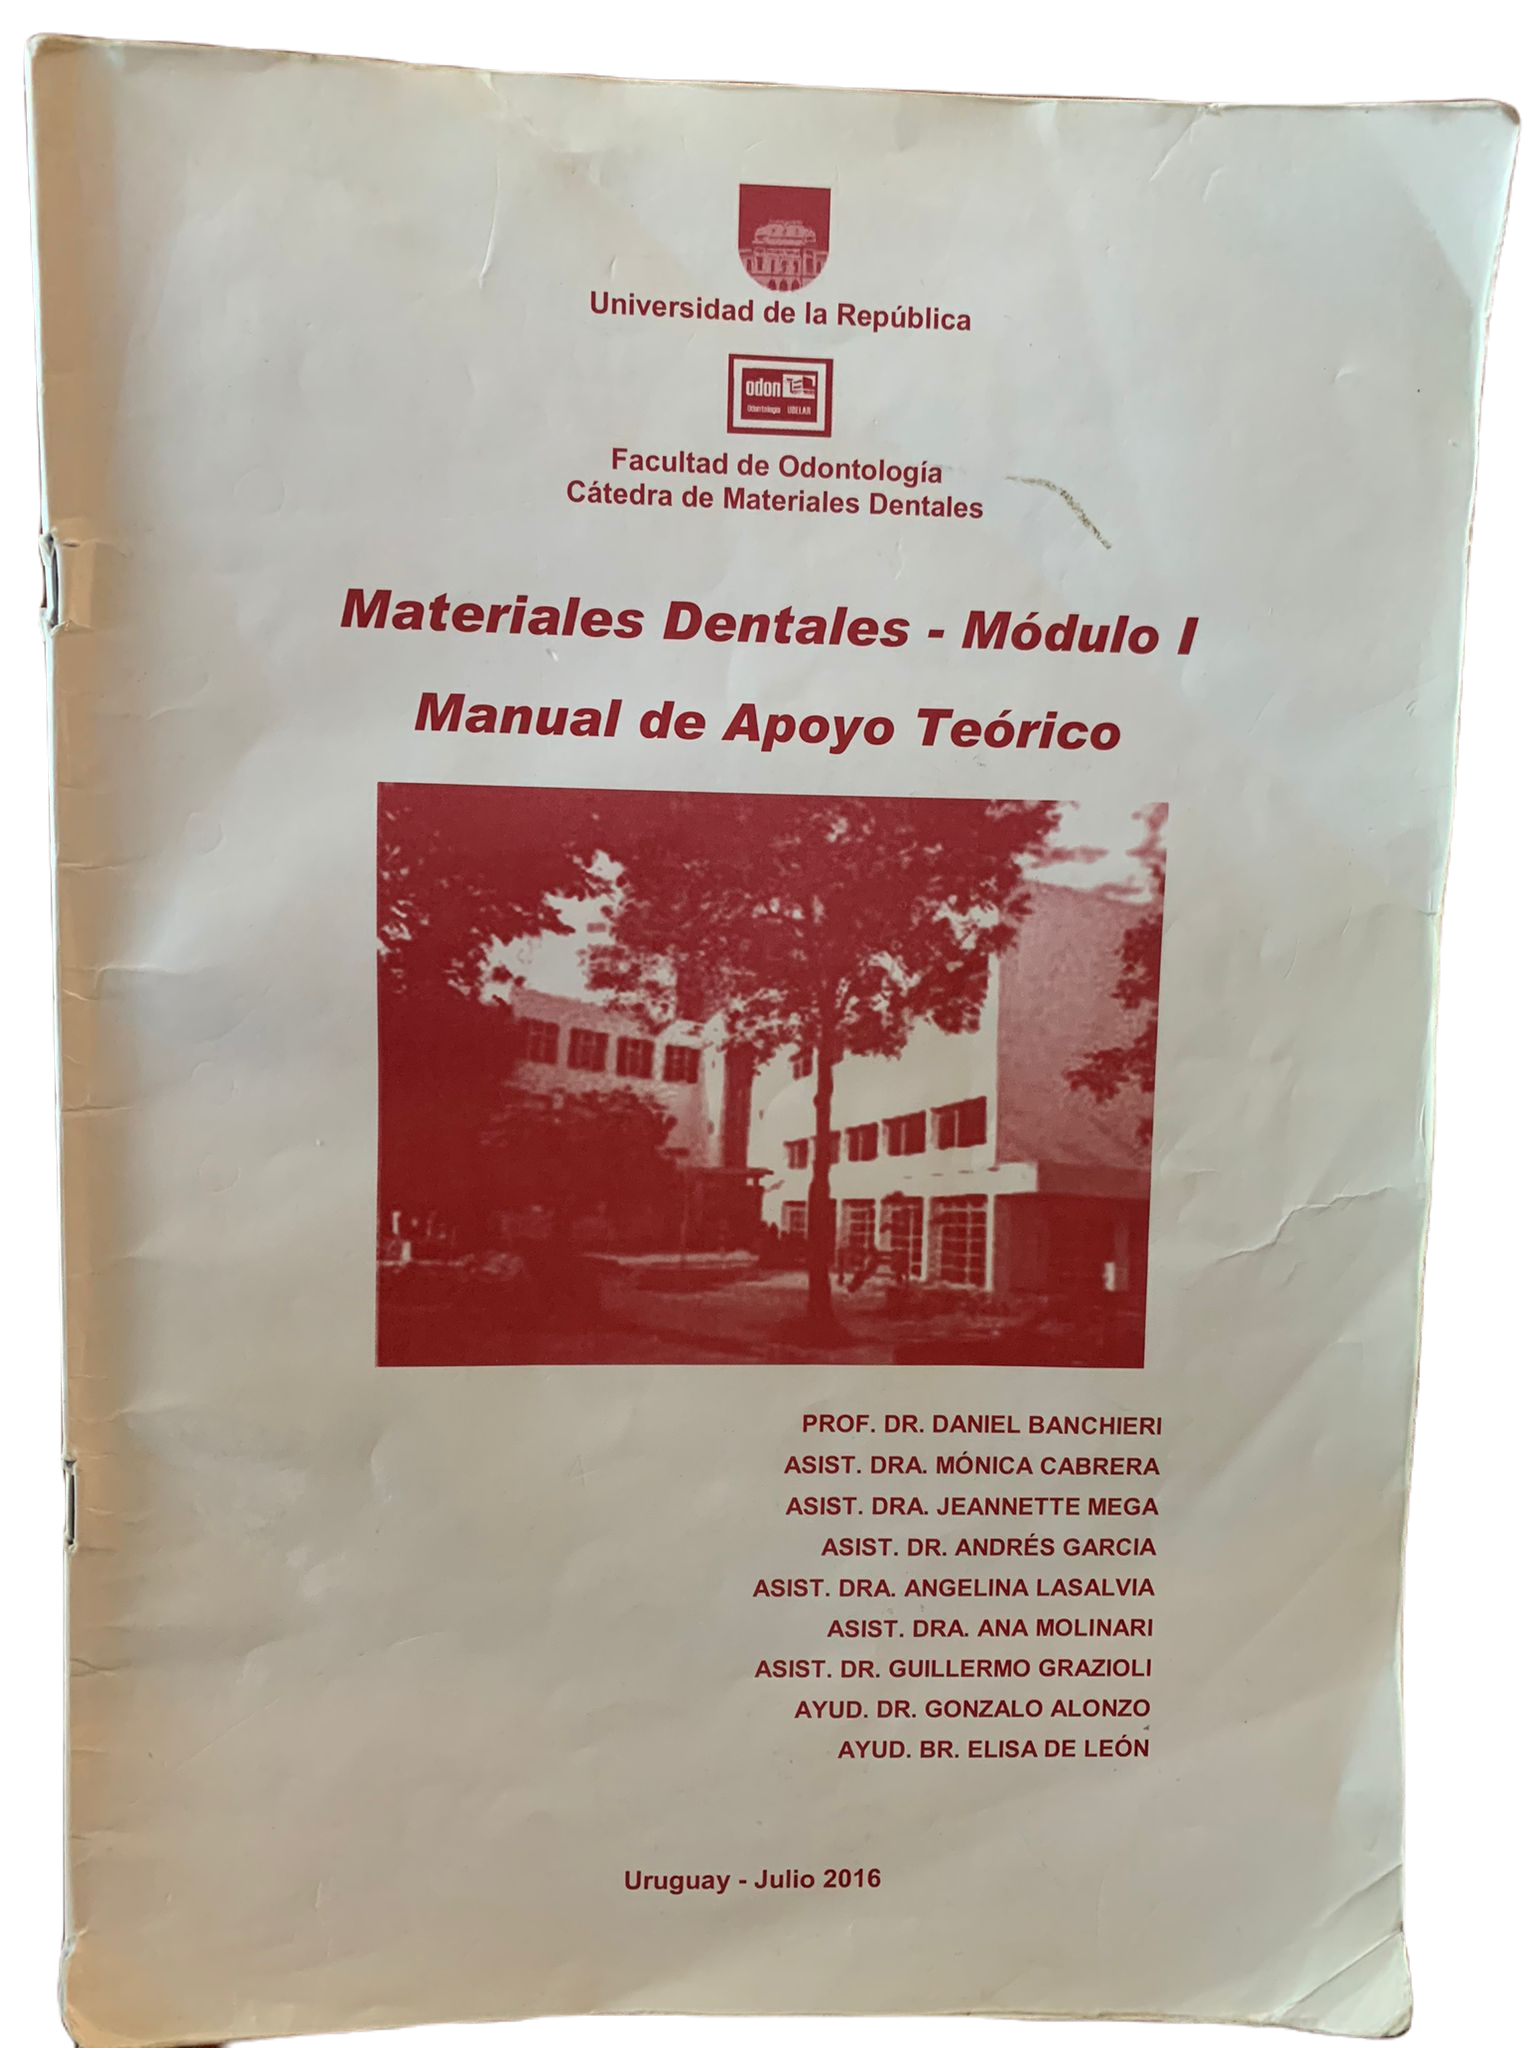 Universidad de la República
odon
Odontología UDELAR
Facultad de Odontología
Cátedra de Materiales Dentales
Materiales Dentales - Módulo I
Manual de Apoyo Teórico
PROF. DR. DANIEL BANCHIERI
ASIST. DRA. MÓNICA CABRERA
ASIST. DRA. JEANNETTE MEGA
ASIST. DR. ANDRÉS GARCIA
ASIST. DRA. ANGELINA LASALVIA
ASIST. DRA. ANA MOLINARI
ASIST. DR. GUILLERMO GRAZIOLI
AYUD. DR. GONZALO ALONZO
AYUD. BR. ELISA DE LEÓN
Uruguay - Julio 2016